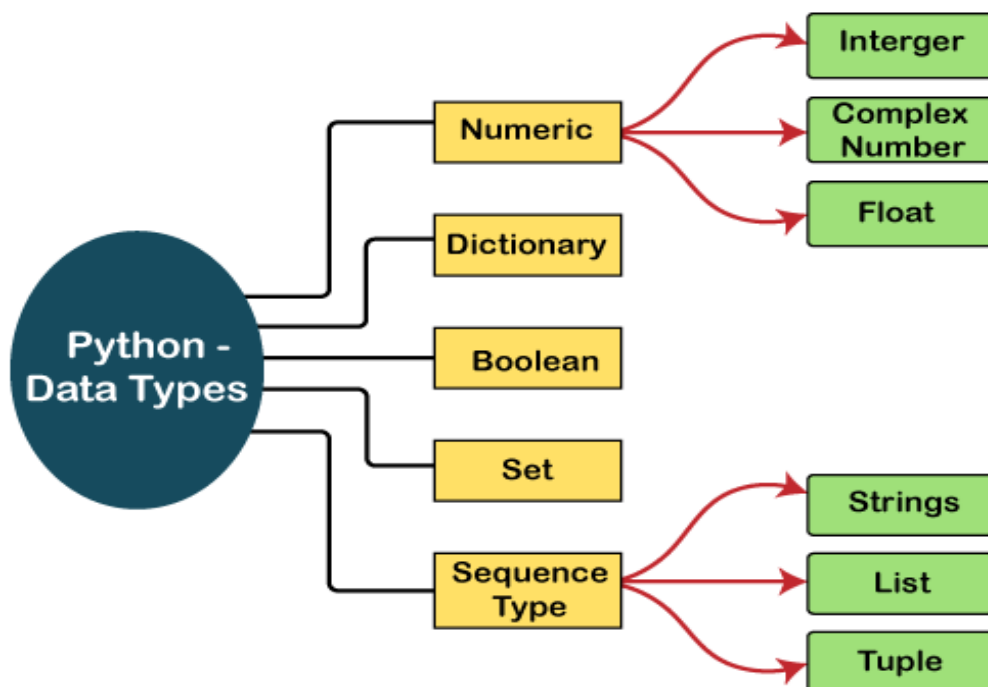 Python -
Data Types
Numeric
Interger
Complex
Number
Float
Dictionary
Boolean
Set
Sequence
Type
Strings
List
Tuple